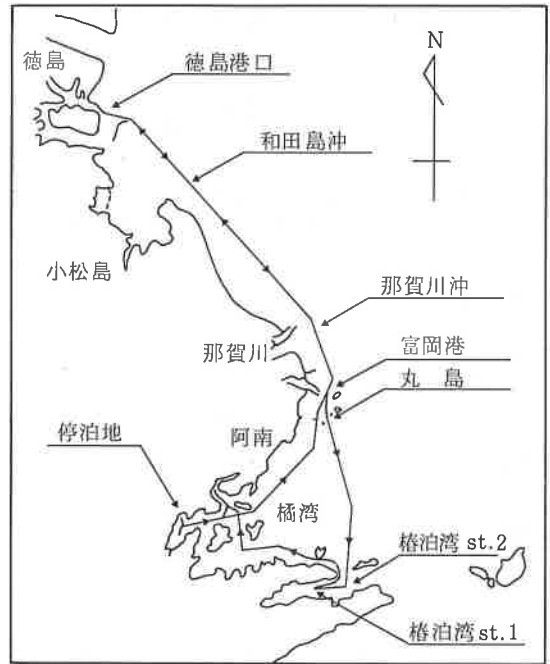 徳島
徳島港口
N
和田島沖
小松島
那賀川沖
那賀川
富岡港
丸 島
停泊地
阿南
橘湾
椿泊湾 st.2
椿泊湾 st.1